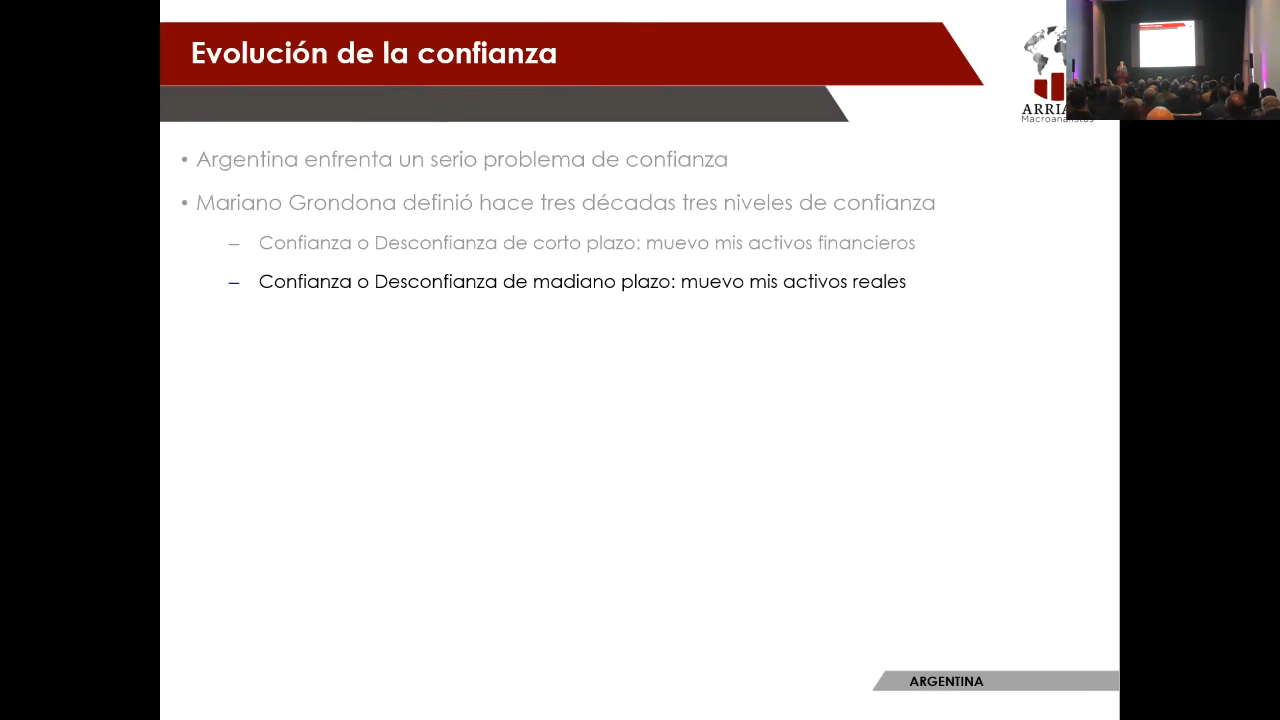 Evolución de la confianza
• Argentina enfrenta un serio problema de confianza
• Mariano Grondona definió hace tres décadas tres niveles de confianza
– Confianza o Desconfianza de corto plazo: muevo mis activos financieros
– Confianza o Desconfianza de madiano plazo: muevo mis activos reales
Macroanalistas
ARGENTINA